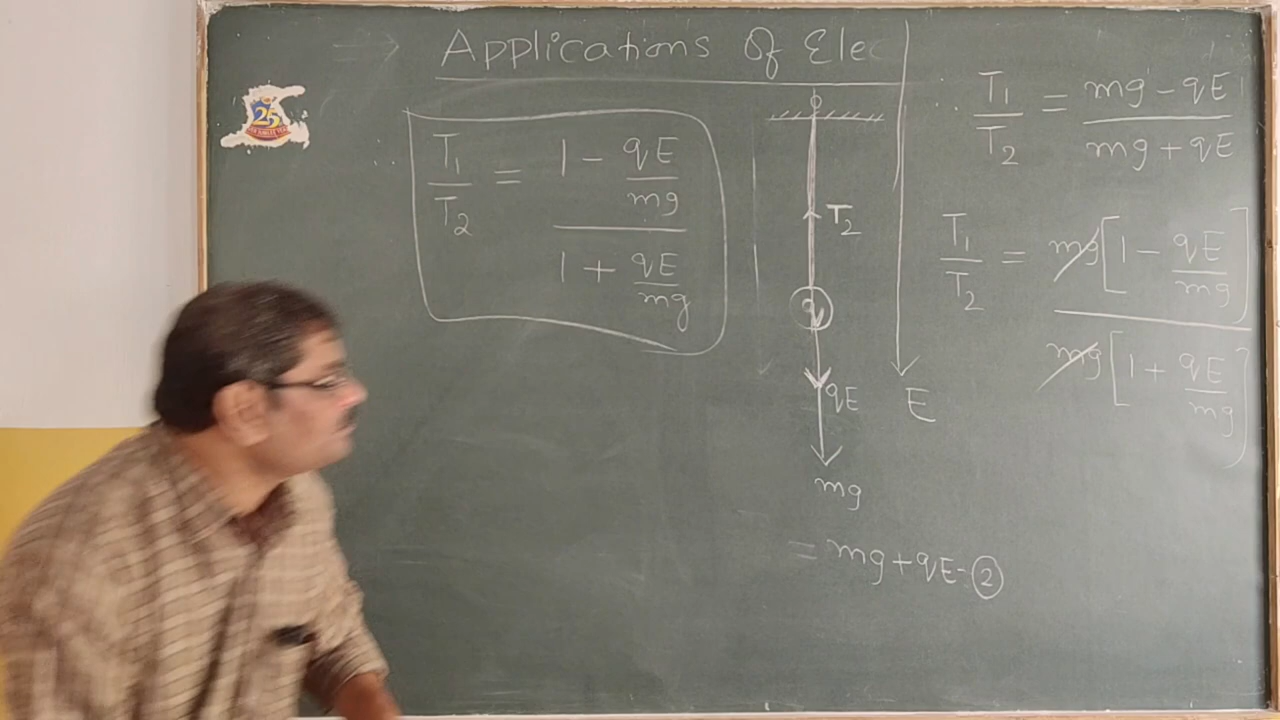 → Applications Of Elec
25
∴ T₁/T₂ = (1 - qE/mg)/(1 + qE/mg)
T₂
q
qE
E
mg
= mg + qE - ②
∴ T₁/T₂ = (mg - qE)/(mg + qE)
T₁/T₂ = mg[1 - qE/mg]/mg[1 + qE/mg]